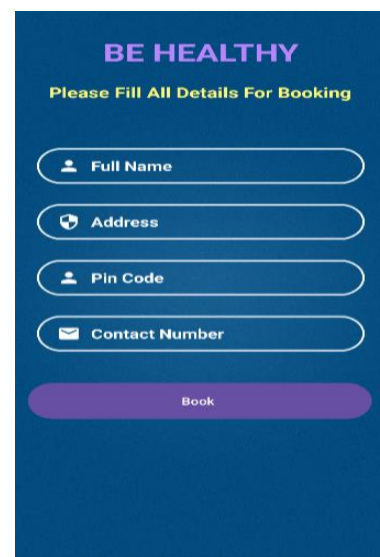 BE HEALTHY
Please Fill All Details For Booking
Full Name
Address
Pin Code
Contact Number
Book